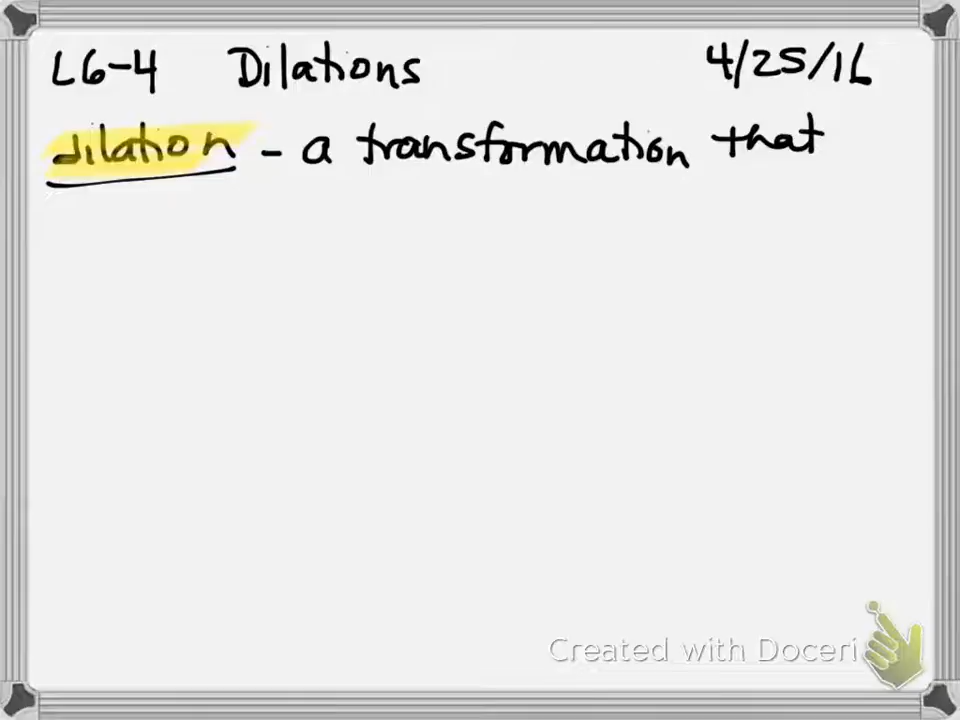 L6-4 Dilations 4/25/16
dilation - a transformation that
Created with Doceri